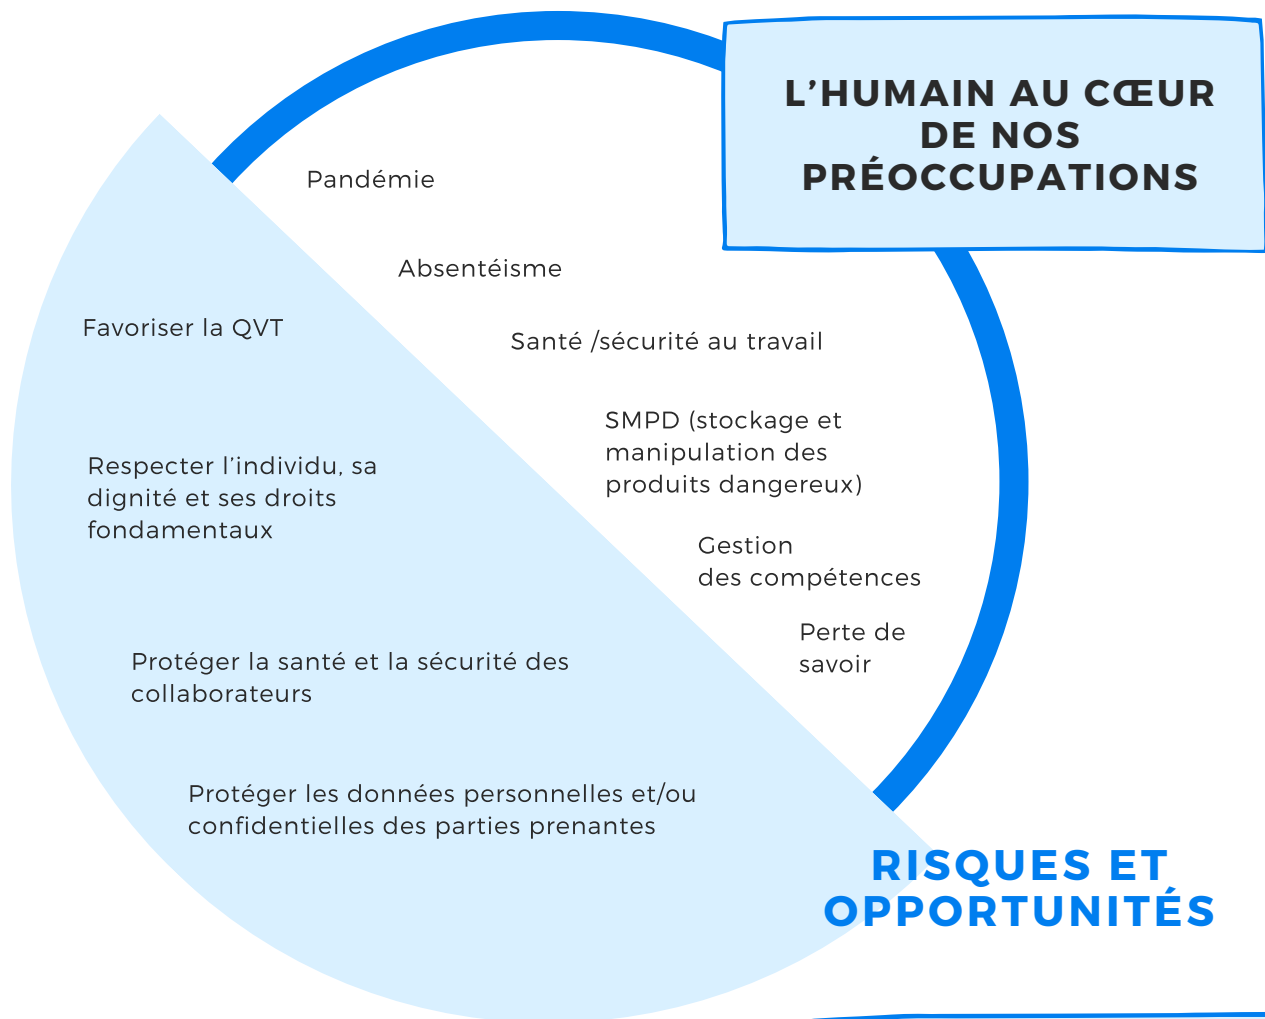 L’HUMAIN AU CŒUR
DE NOS
PRÉOCCUPATIONS
Pandémie
Absentéisme
Santé /sécurité au travail
SMPD (stockage et
manipulation des
produits dangereux)
Gestion
des compétences
Perte de
savoir
Favoriser la QVT
Respecter l’individu, sa
dignité et ses droits
fondamentaux
Protéger la santé et la sécurité des
collaborateurs
Protéger les données personnelles et/ou
confidentielles des parties prenantes
RISQUES ET
OPPORTUNITÉS